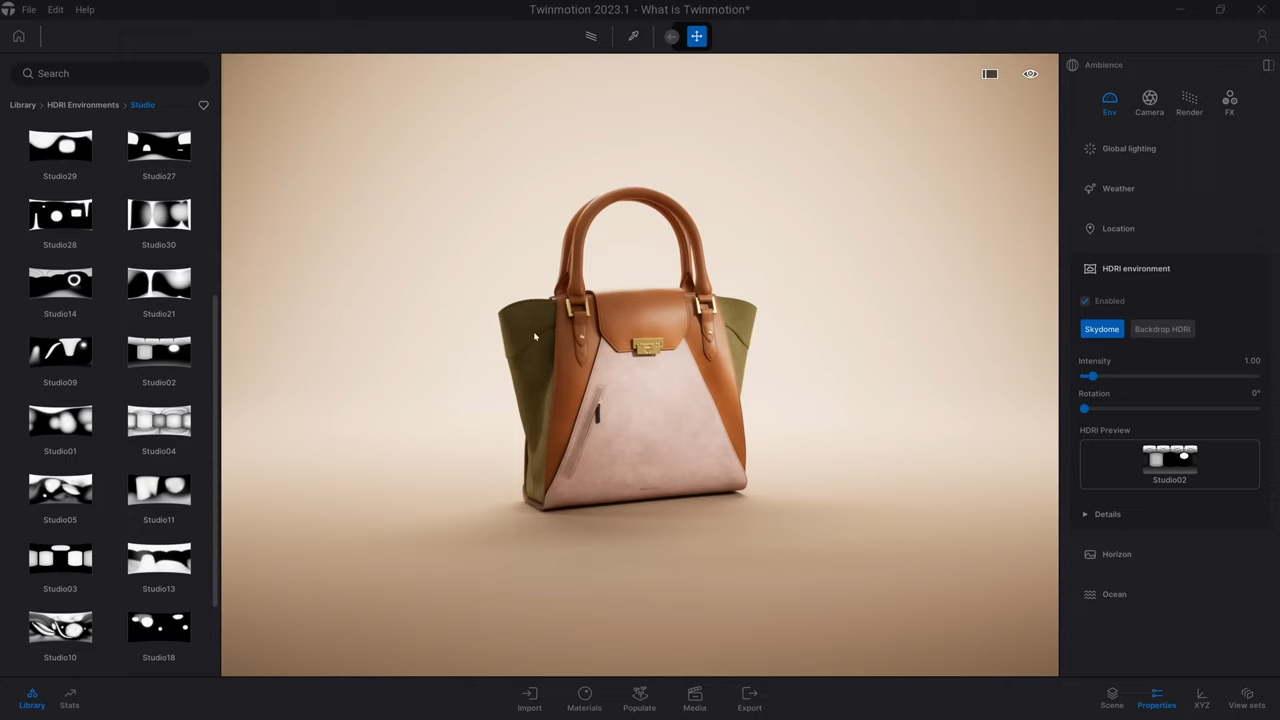 File Edit Help
Twinmotion 2023.1 - What is Twinmotion*
Search
Library > HDRI Environments > Studio
Studio29
Studio27
Studio28
Studio30
Studio14
Studio21
Studio09
Studio02
Studio01
Studio04
Studio05
Studio11
Studio03
Studio13
Studio10
Studio18
Ambience
Env
Camera
Render
FX
Global lighting
Weather
Location
HDRI environment
Enabled
Skydome
Backdrop HDRI
Intensity 1.00
Rotation 0°
HDRI Preview
Studio02
Details
Horizon
Ocean
Library
Stats
Import
Materials
Populate
Media
Export
Scene
Properties
XYZ
View sets